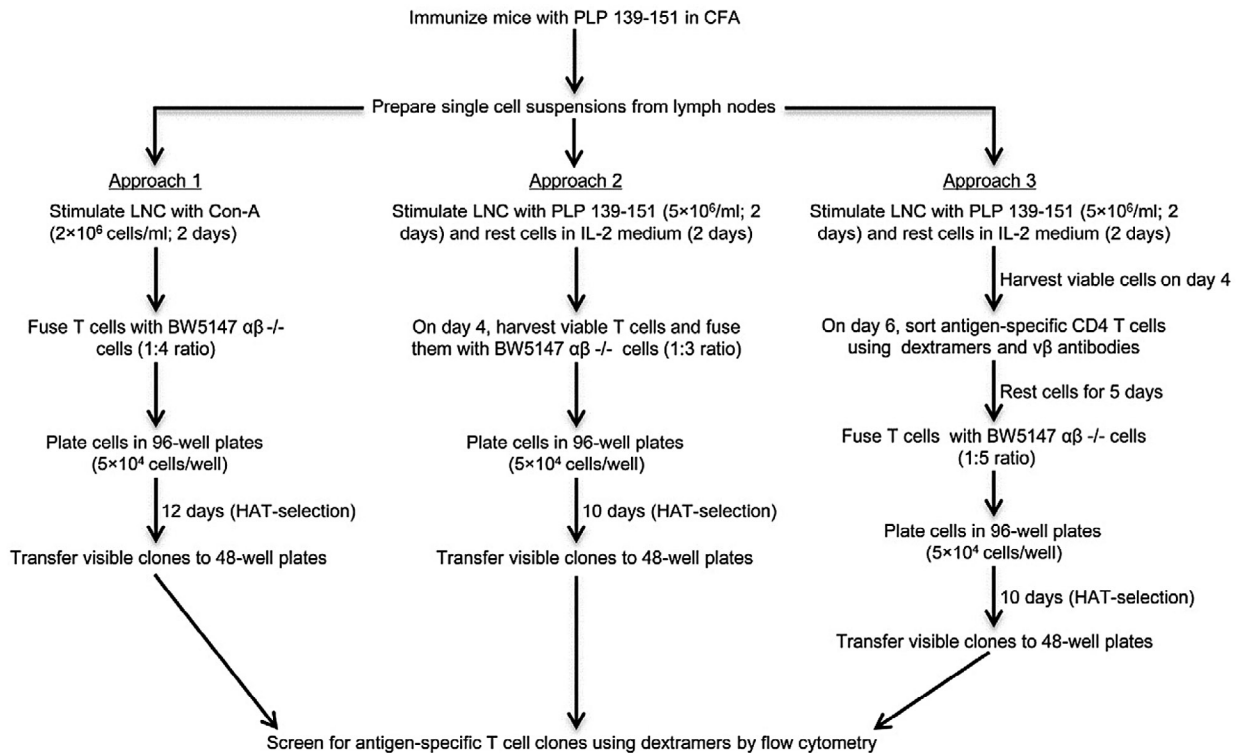 Immunize mice with PLP 139-151 in CFA
Prepare single cell suspensions from lymph nodes
Approach 1
Stimulate LNC with Con-A
(2×10⁶ cells/ml; 2 days)
Fuse T cells with BW5147 αβ -/-
cells (1:4 ratio)
Plate cells in 96-well plates
(5×10⁴ cells/well)
12 days (HAT-selection)
Transfer visible clones to 48-well plates
Approach 2
Stimulate LNC with PLP 139-151 (5×10⁶/ml; 2
days) and rest cells in IL-2 medium (2 days)
On day 4, harvest viable T cells and fuse
them with BW5147 αβ -/- cells (1:3 ratio)
Plate cells in 96-well plates
(5×10⁴ cells/well)
10 days (HAT-selection)
Transfer visible clones to 48-well plates
Approach 3
Stimulate LNC with PLP 139-151 (5×10⁶/ml; 2
days) and rest cells in IL-2 medium (2 days)
Harvest viable cells on day 4
On day 6, sort antigen-specific CD4 T cells
using dextramers and vβ antibodies
Rest cells for 5 days
Fuse T cells with BW5147 αβ -/- cells
(1:5 ratio)
Plate cells in 96-well plates
(5×10⁴ cells/well)
10 days (HAT-selection)
Transfer visible clones to 48-well plates
Screen for antigen-specific T cell clones using dextramers by flow cytometry